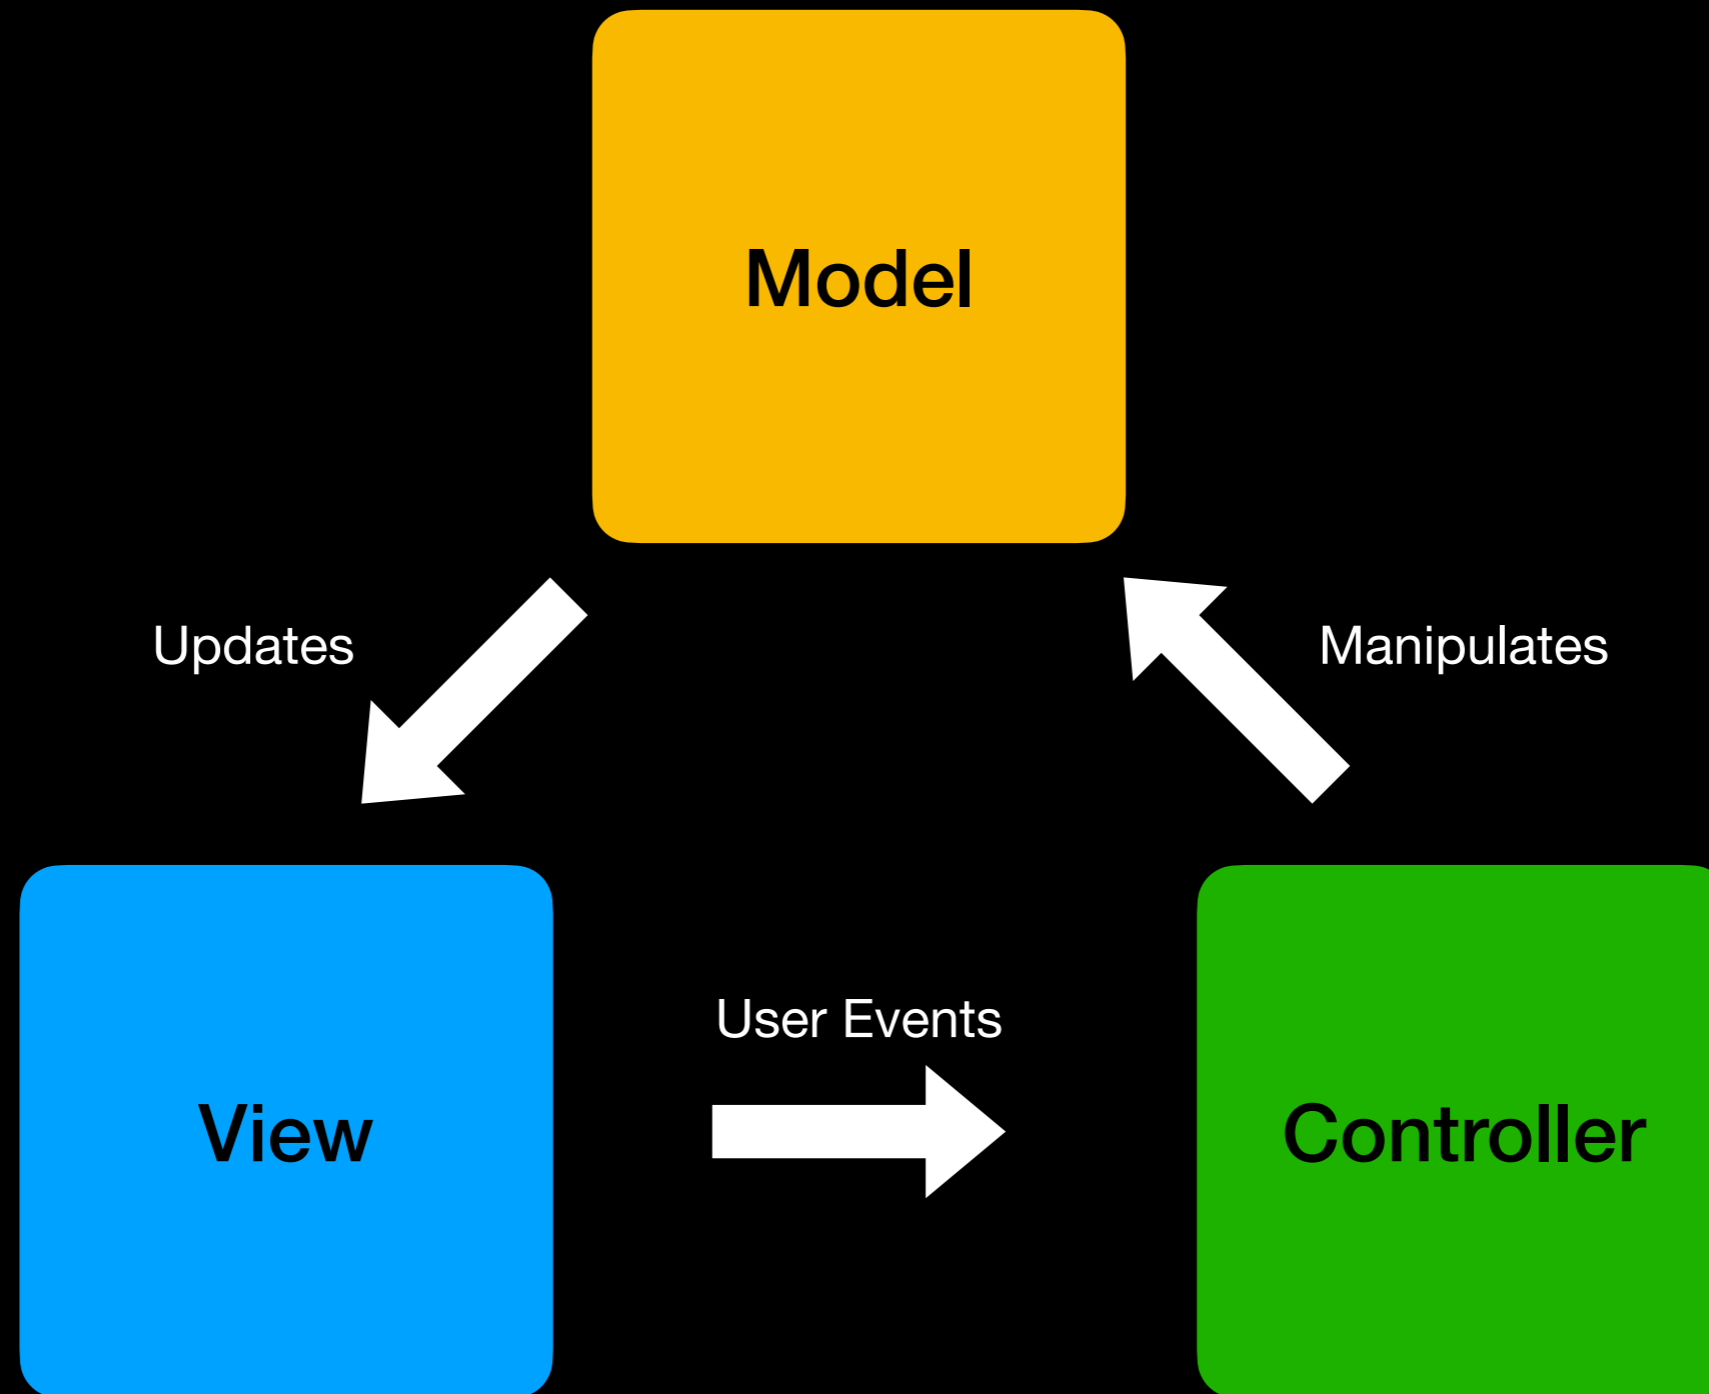 Model
Updates
Manipulates
User Events
View
Controller